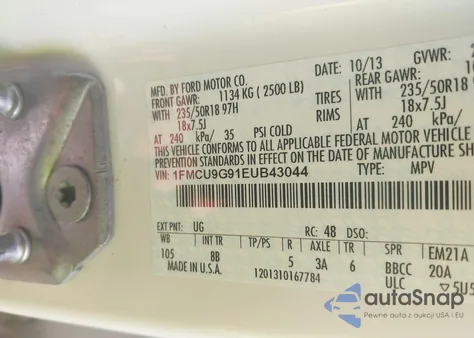 MFD. BY FORD MOTOR CO.
DATE: 10/13 GVWR:
FRONT GAWR: 1134 KG ( 2500 LB) REAR GAWR:
WITH 235/50R18 97H TIRES WITH 235/50R18
18x7.5J RIMS 18x7.5J
AT 240 kPa/ 35 PSI COLD AT 240 kPa/
THIS VEHICLE CONFORMS TO ALL APPLICABLE FEDERAL MOTOR VEHICLE
PREVENTION STANDARDS IN EFFECT ON THE DATE OF MANUFACTURE SH
VIN: 1FMCU9G91EUB43044 TYPE: MPV
EXT PNT: UG RC: 48 DSO:
WB INT TR TP/PS R AXLE TR SPR EM21A
105 8B 5 3A 6 BBCC 20A
MADE IN U.S.A. 1201310167784 ULC
autoSnap
Pewne auta z aukcji USA i EU